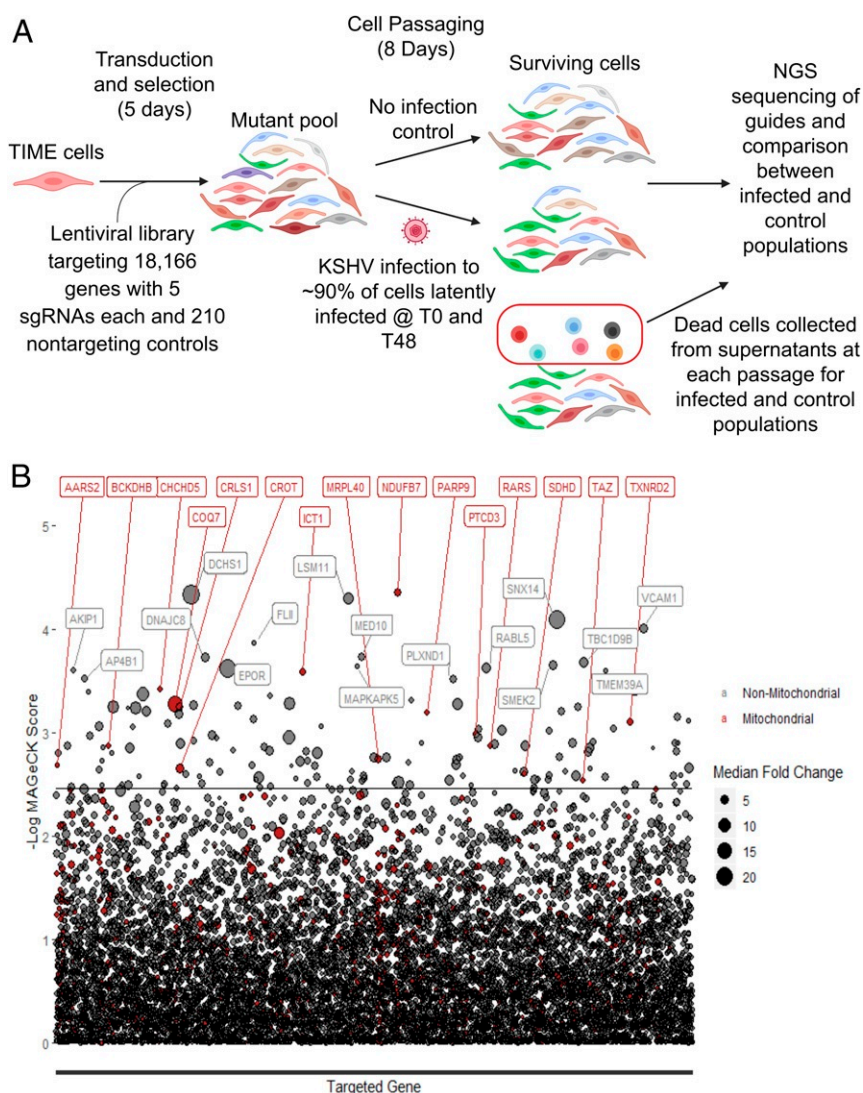 A
Transduction
and selection
(5 days)
Cell Passaging
(8 Days)
Surviving cells
NGS
sequencing of
guides and
comparison
between
infected and
control
populations
TIME cells
Mutant pool
No infection
control
Lentiviral library
targeting 18,166
genes with 5
sgRNAs each and 210
nontargeting controls
KSHV infection to
~90% of cells latently
infected @ T0 and
T48
Dead cells collected
from supernatants at
each passage for
infected and control
populations
B
AARS2 BCKDHB CHCHD5 CRLS1 CROT MRPL40 NDUFB7 PARP9 RARS SDHD TAZ TXNRD2
COQ7 ICT1 PTCD3
DCHS1 LSM11 SNX14 VCAM1
AKIP1 DNAJC8 FLII MED10 RABL5 TBC1D9B
AP4B1 EPOR MAPKAPK5 PLXND1 SMEK2 TMEM39A
5
4
3
2
1
0
-Log MAGeCK Score
Targeted Gene
a Non-Mitochondrial
a Mitochondrial
Median Fold Change
5
10
15
20